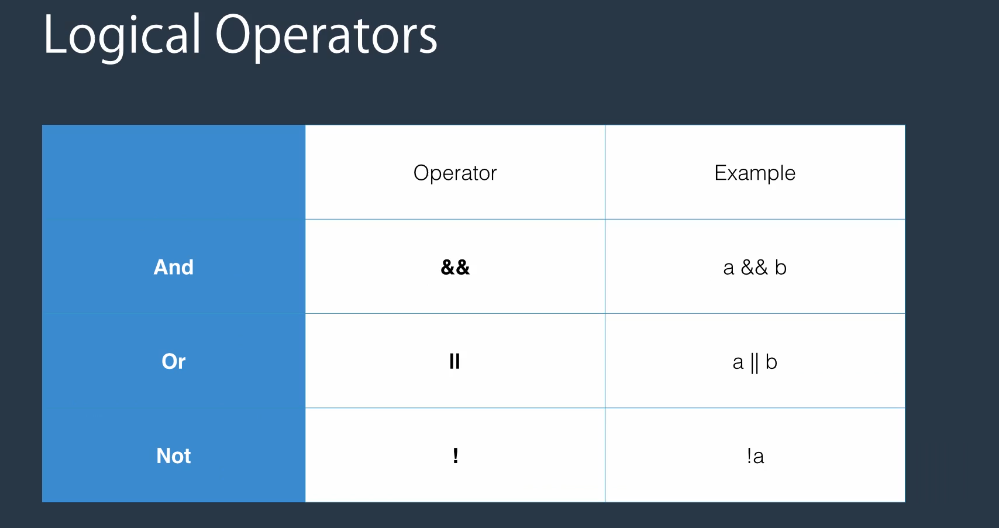 Logical Operators
Operator Example
And && a && b
Or || a || b
Not ! !a